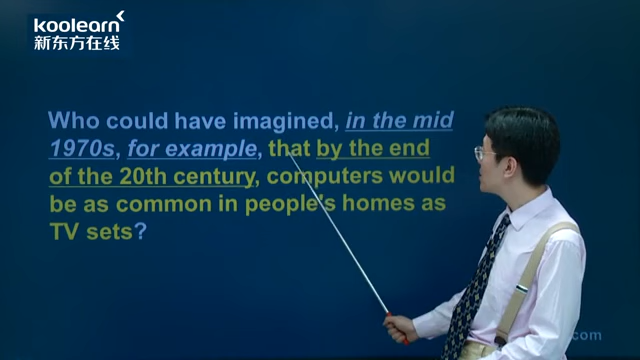 koolearn
新东方在线
Who could have imagined, in the mid
1970s, for example, that by the end
of the 20th century, computers would
be as common in people's homes as
TV sets?
.com